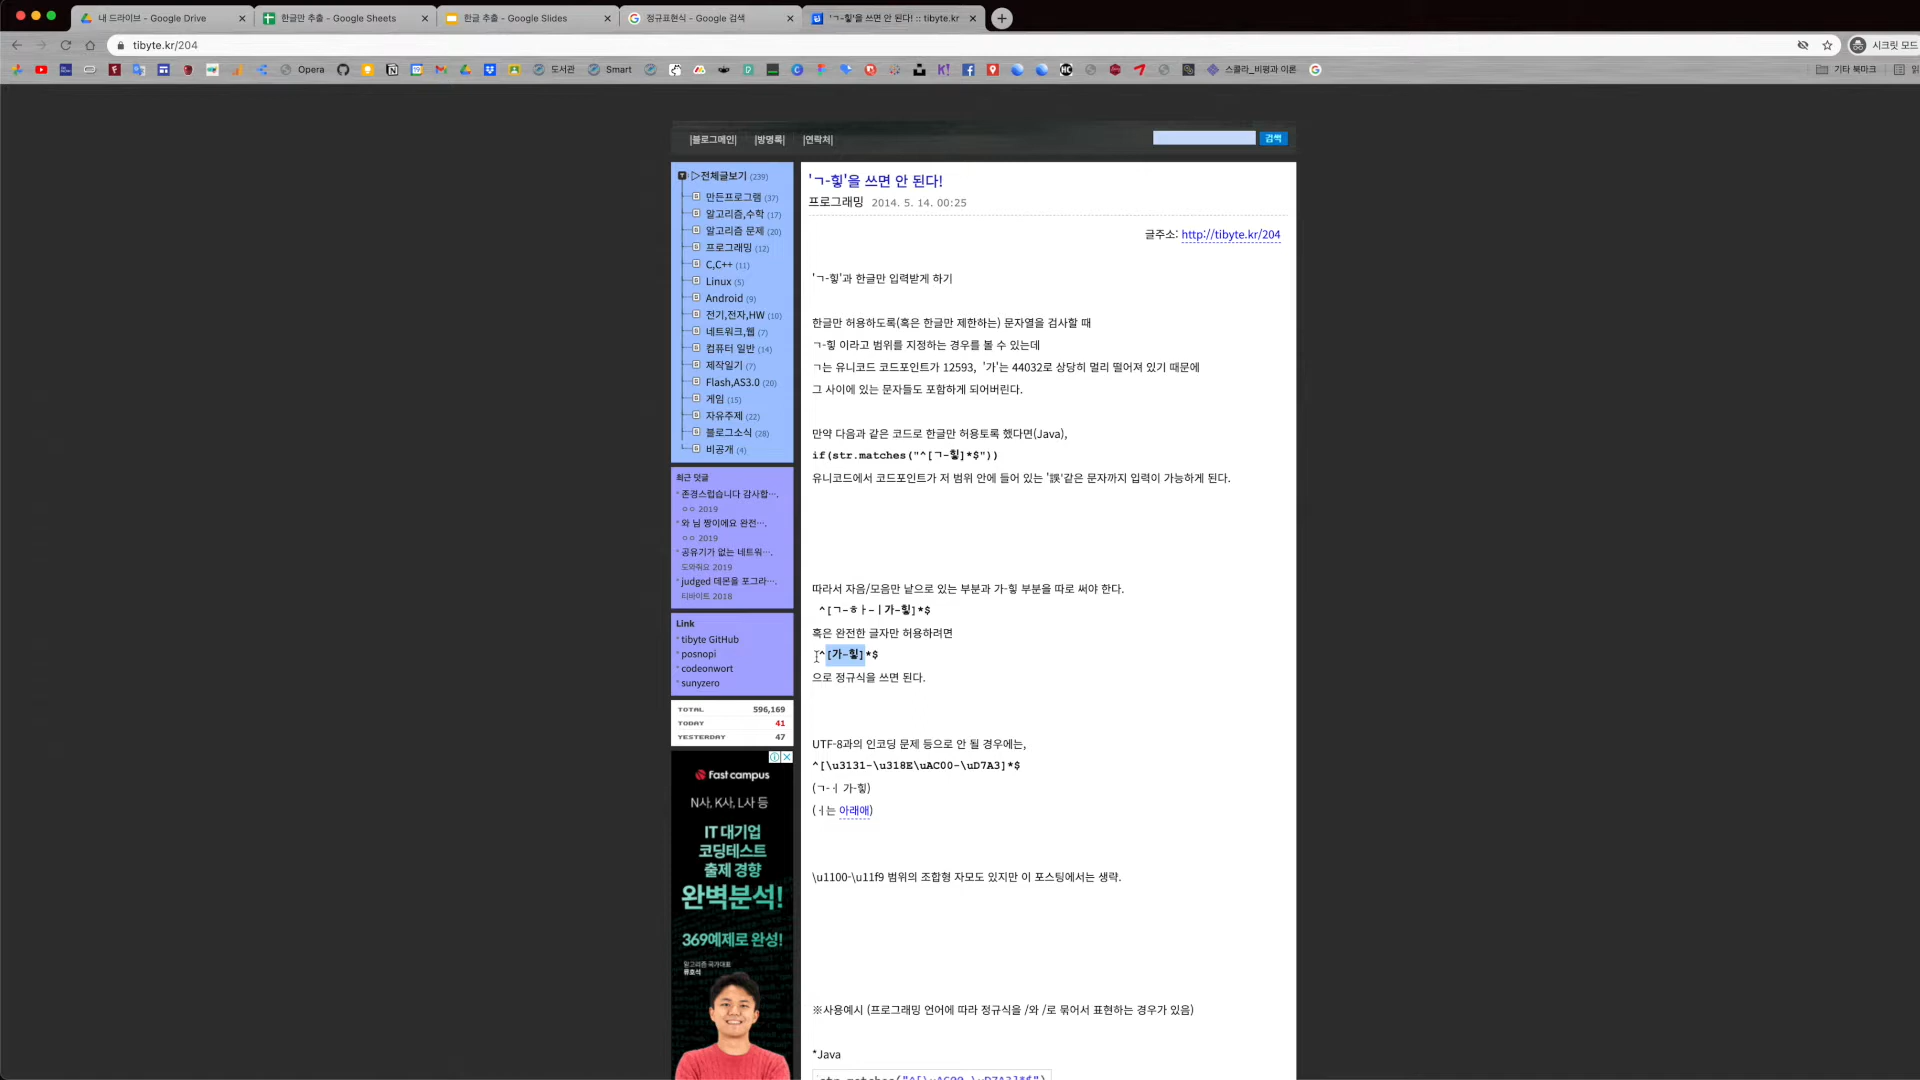 내 드라이브 - Google Drive
한글만 추출 - Google Sheets
한글 추출 - Google Slides
정규표현식 - Google 검색
'ㄱ-힣'을 쓰면 안 된다! :: tibyte.kr
tibyte.kr/204
시크릿 모드
Opera
도서관
Smart
스콜라_비평과 이론
기타 북마크
|블로그메인|
|방명록|
|연락처|
검색
▷전체글보기 (239)
만든프로그램 (37)
알고리즘,수학 (17)
알고리즘 문제 (20)
프로그래밍 (12)
C,C++ (11)
Linux (5)
Android (9)
전기,전자,HW (10)
네트워크,웹 (7)
컴퓨터 일반 (14)
제작일기 (7)
Flash,AS3.0 (20)
게임 (15)
자유주제 (22)
블로그소식 (28)
비공개 (4)
최근 댓글
존경스럽습니다 감사합….
ㅇㅇ 2019
와 님 짱이에요 완전….
ㅇㅇ 2019
공유기가 없는 네트워….
도와줘요 2019
judged 데몬을 포그라….
티바이트 2018
Link
tibyte GitHub
posnopi
codeonwort
sunyzero
TOTAL 596,169
TODAY 41
YESTERDAY 47
Fast campus
N사, K사, L사 등
IT 대기업
코딩테스트
출제 경향
완벽분석!
369예제로 완성!
알고리즘 국가대표
류호석
'ㄱ-힣'을 쓰면 안 된다!
프로그래밍 2014. 5. 14. 00:25
글주소: http://tibyte.kr/204
'ㄱ-힣'과 한글만 입력받게 하기
한글만 허용하도록(혹은 한글만 제한하는) 문자열을 검사할 때
ㄱ-힣 이라고 범위를 지정하는 경우를 볼 수 있는데
ㄱ는 유니코드 코드포인트가 12593, '가'는 44032로 상당히 멀리 떨어져 있기 때문에
그 사이에 있는 문자들도 포함하게 되어버린다.
만약 다음과 같은 코드로 한글만 허용토록 했다면(Java),
if(str.matches("^[ㄱ-힣]*$"))
유니코드에서 코드포인트가 저 범위 안에 들어 있는 '誤'같은 문자까지 입력이 가능하게 된다.
따라서 자음/모음만 낱으로 있는 부분과 가-힣 부분을 따로 써야 한다.
^[ㄱ-ㅎㅏ-ㅣ가-힣]*$
혹은 완전한 글자만 허용하려면
^[가-힣]*$
으로 정규식을 쓰면 된다.
UTF-8과의 인코딩 문제 등으로 안 될 경우에는,
^[\u3131-\u318E\uAC00-\uD7A3]*$
(ㄱ-ㆎ 가-힣)
(ㆎ는 아래애)
\u1100-\u11f9 범위의 조합형 자모도 있지만 이 포스팅에서는 생략.
※사용예시 (프로그래밍 언어에 따라 정규식을 /와 /로 묶어서 표현하는 경우가 있음)
*Java